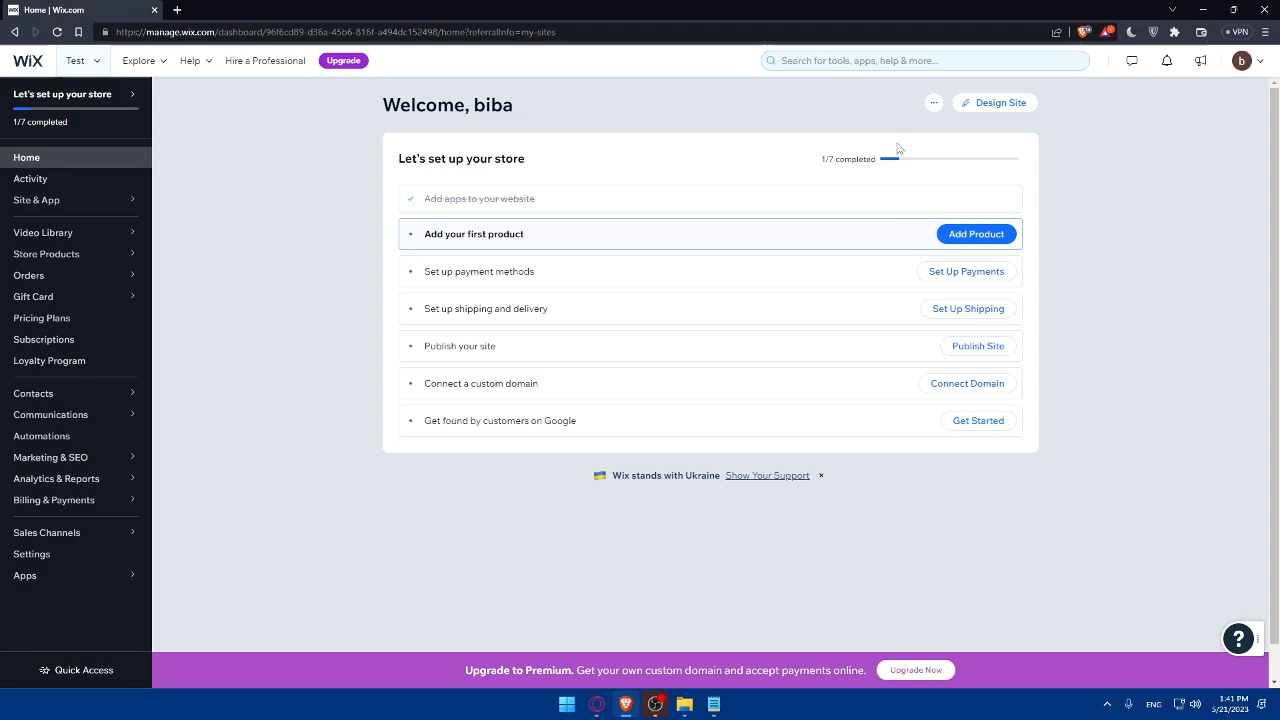 Home | Wix.com
https://manage.wix.com/dashboard/96f6cd89-d36a-45b6-816f-a494dc152498/home?referralInfo=my-sites
VPN
WiX
Test
Explore
Help
Hire a Professional
Upgrade
Search for tools, apps, help & more...
b
Let's set up your store
1/7 completed
Home
Activity
Site & App
Video Library
Store Products
Orders
Gift Card
Pricing Plans
Subscriptions
Loyalty Program
Contacts
Communications
Automations
Marketing & SEO
Analytics & Reports
Billing & Payments
Sales Channels
Settings
Apps
Quick Access
Welcome, biba
Design Site
Let's set up your store
1/7 completed
Add apps to your website
Add your first product
Add Product
Set up payment methods
Set Up Payments
Set up shipping and delivery
Set Up Shipping
Publish your site
Publish Site
Connect a custom domain
Connect Domain
Get found by customers on Google
Get Started
Wix stands with Ukraine Show Your Support
?
Upgrade to Premium. Get your own custom domain and accept payments online.
Upgrade Now
ENG
1:41 PM
5/21/2023